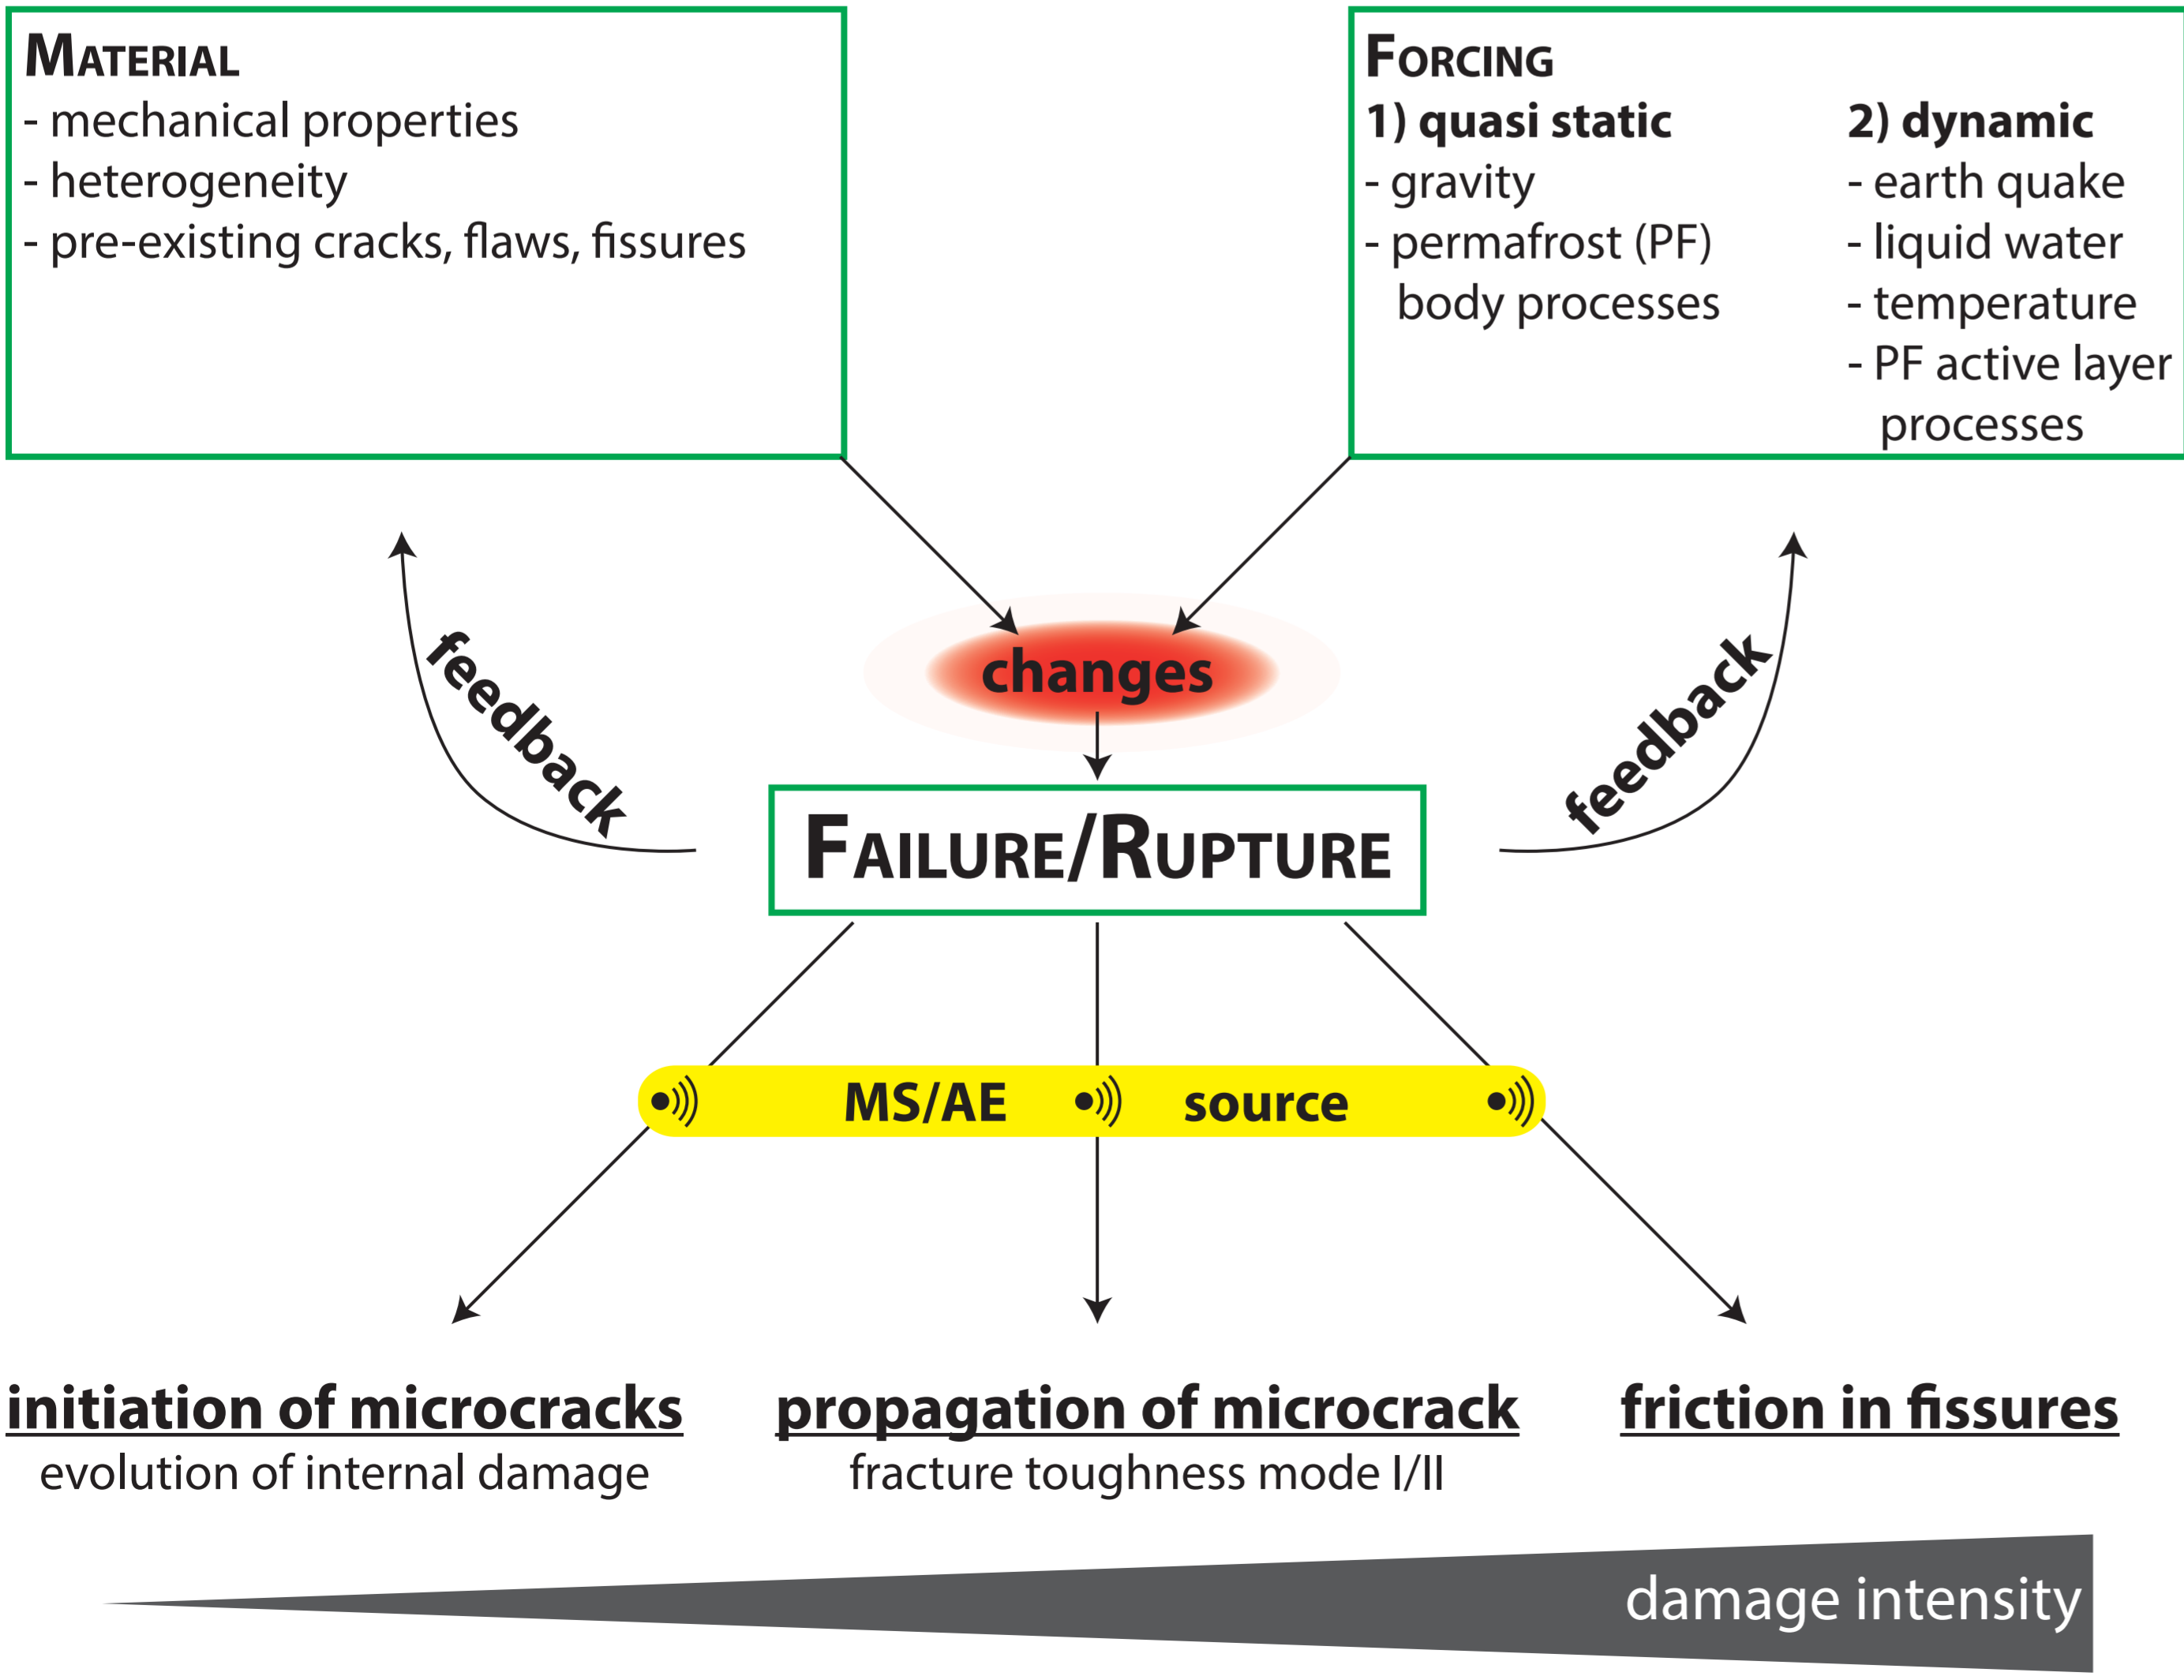 MATERIAL
- mechanical properties
- heterogeneity
- pre-existing cracks, flaws, fissures
FORCING
1) quasi static
- gravity
- permafrost (PF)
body processes
2) dynamic
- earth quake
- liquid water
- temperature
- PF active layer
processes
feedback
changes
feedback
FAILURE/RUPTURE
MS/AE source
initiation of microcracks
evolution of internal damage
propagation of microcrack
fracture toughness mode I/II
friction in fissures
damage intensity